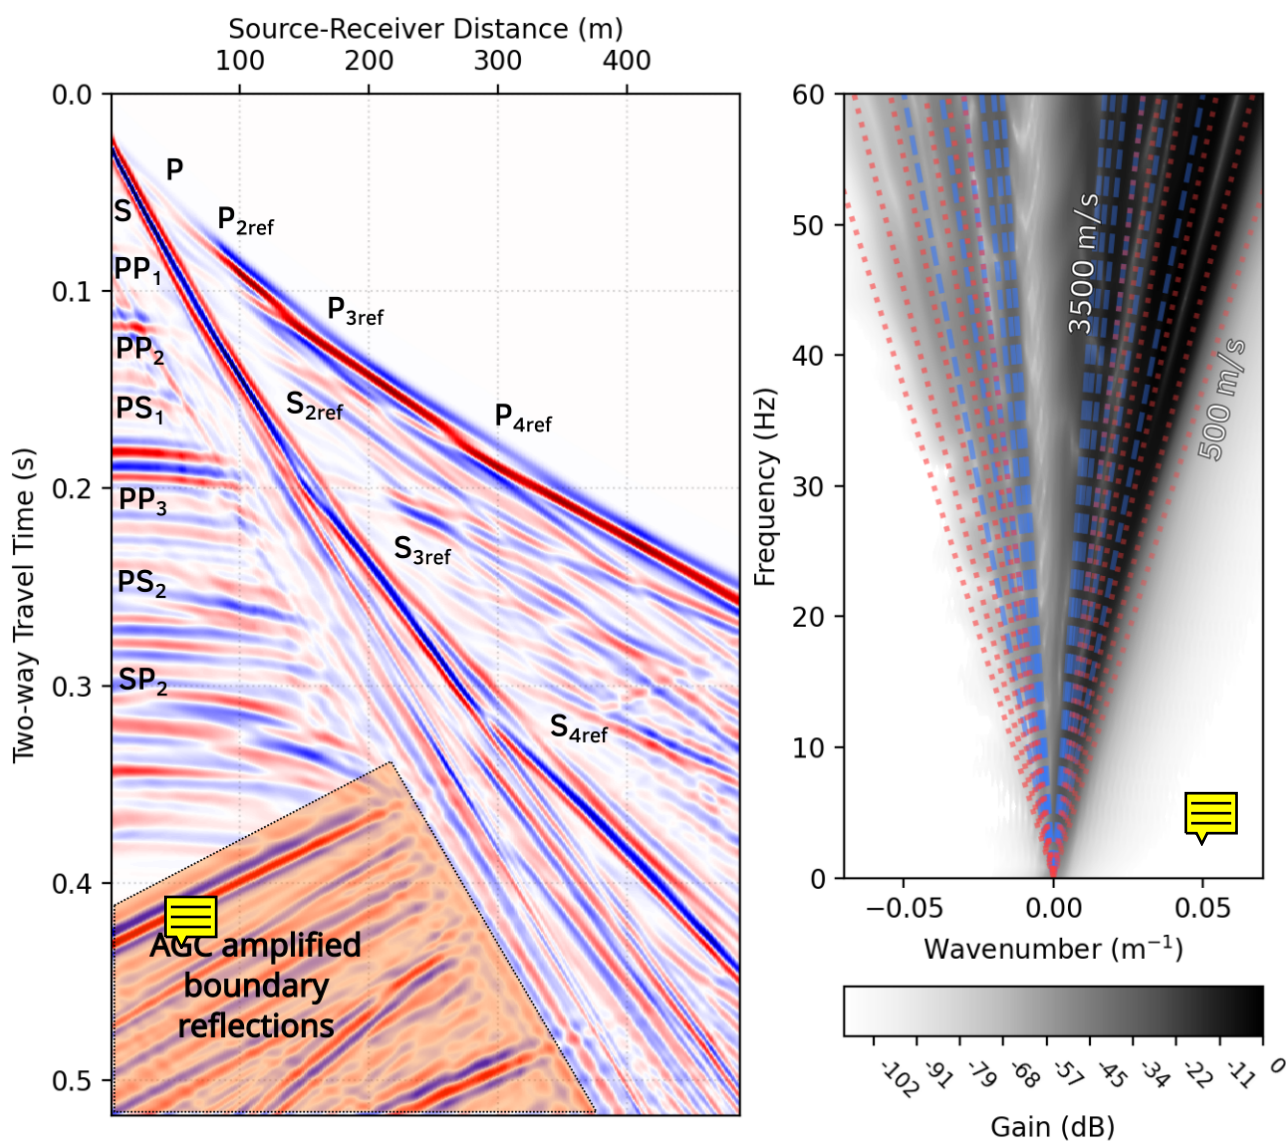 Source-Receiver Distance (m)
100 200 300 400
Two-way Travel Time (s)
0.0
0.1
0.2
0.3
0.4
0.5
P
S
P2ref
PP1
P3ref
PP2
S2ref
PS1
P4ref
PP3
S3ref
PS2
SP2
S4ref
AGC amplified
boundary
reflections
Frequency (Hz)
60
50
40
30
20
10
0
3500 m/s
500 m/s
−0.05 0.00 0.05
Wavenumber (m⁻¹)
-102 -91 -79 -68 -57 -45 -34 -22 -11 0
Gain (dB)